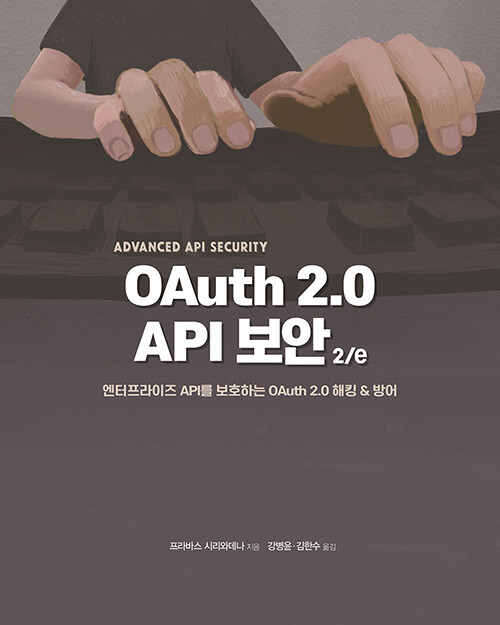 ADVANCED API SECURITY
OAuth 2.0
API 보안 2/e
엔터프라이즈 API를 보호하는 OAuth 2.0 해킹 & 방어
프라바스 시리와데나 지음 강병윤·김한수 옮김